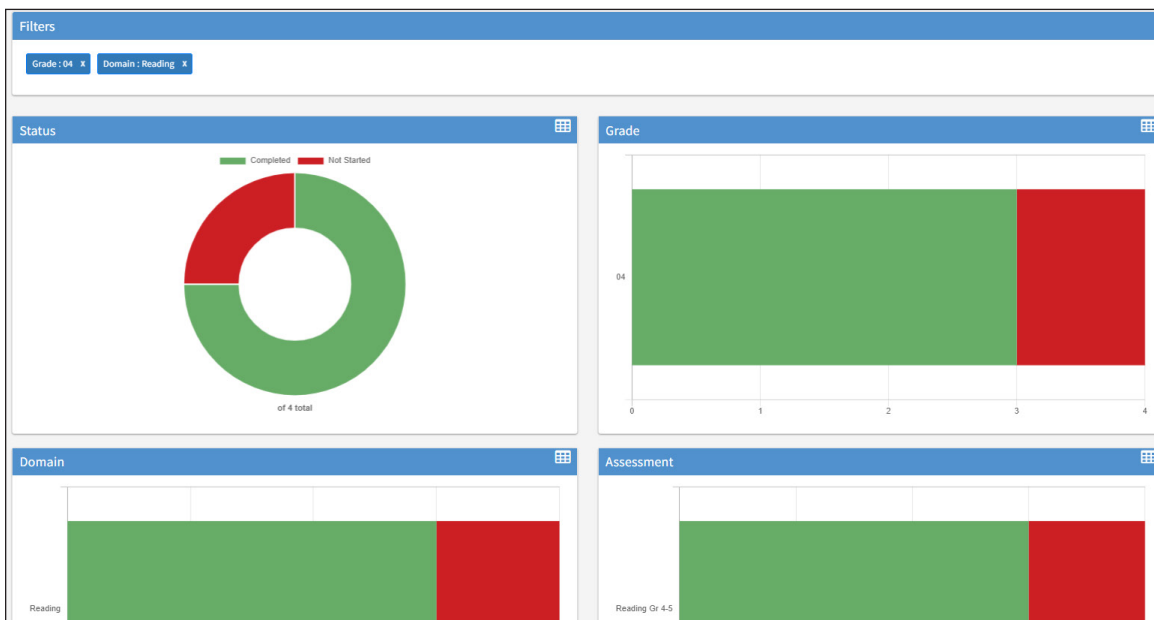 Filters
Grade : 04 x Domain : Reading x
Status
Completed Not Started
of 4 total
Grade
04
0 1 2 3 4
Domain
Reading
Assessment
Reading Gr 4-5